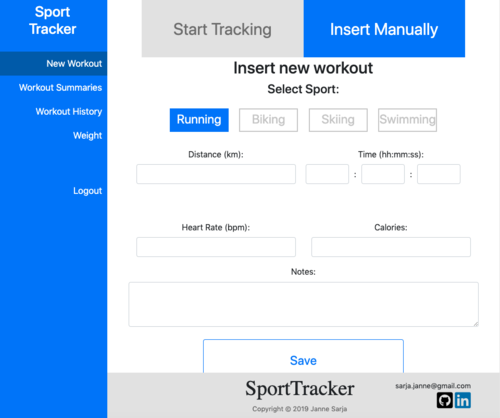 Sport
Tracker
New Workout
Workout Summaries
Workout History
Weight
Logout
Start Tracking
Insert Manually
Insert new workout
Select Sport:
Running
Biking
Skiing
Swimming
Distance (km):
Time (hh:mm:ss):
: :
Heart Rate (bpm):
Calories:
Notes:
Save
SportTracker
Copyright © 2019 Janne Sarja
sarja.janne@gmail.com
in